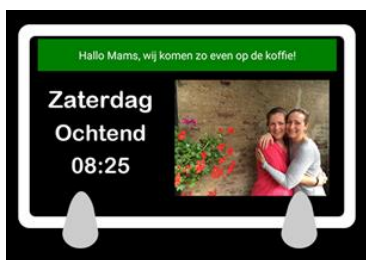 Hallo Mams, wij komen zo even op de koffie!
Zaterdag
Ochtend
08:25